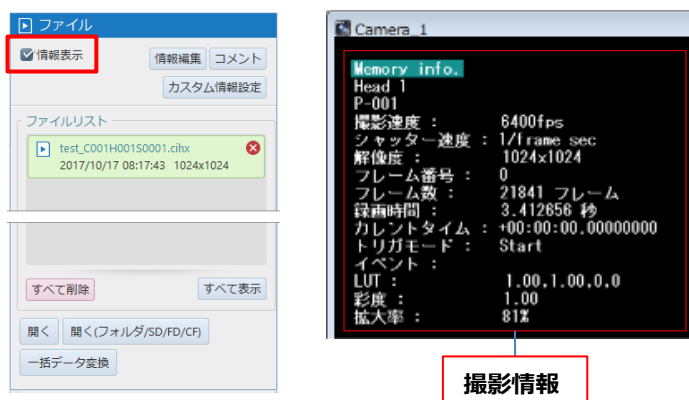 ファイル
情報表示
情報編集 コメント
カスタム情報設定
ファイルリスト
test_C001H001S0001.cihx
2017/10/17 08:17:43 1024x1024
すべて削除 すべて表示
開く 開く(フォルダ/SD/FD/CF)
一括データ変換
Camera_1
Memory info.
Head 1
P-001
撮影速度 : 6400fps
シャッター速度 : 1/frame sec
解像度 : 1024x1024
フレーム番号 : 0
フレーム数 : 21841 フレーム
録画時間 : 3.412656 秒
カレントタイム : +00:00:00.00000000
トリガモード : Start
イベント :
LUT : 1.00,1.00,0,0
彩度 : 1.00
拡大率 : 81%
撮影情報